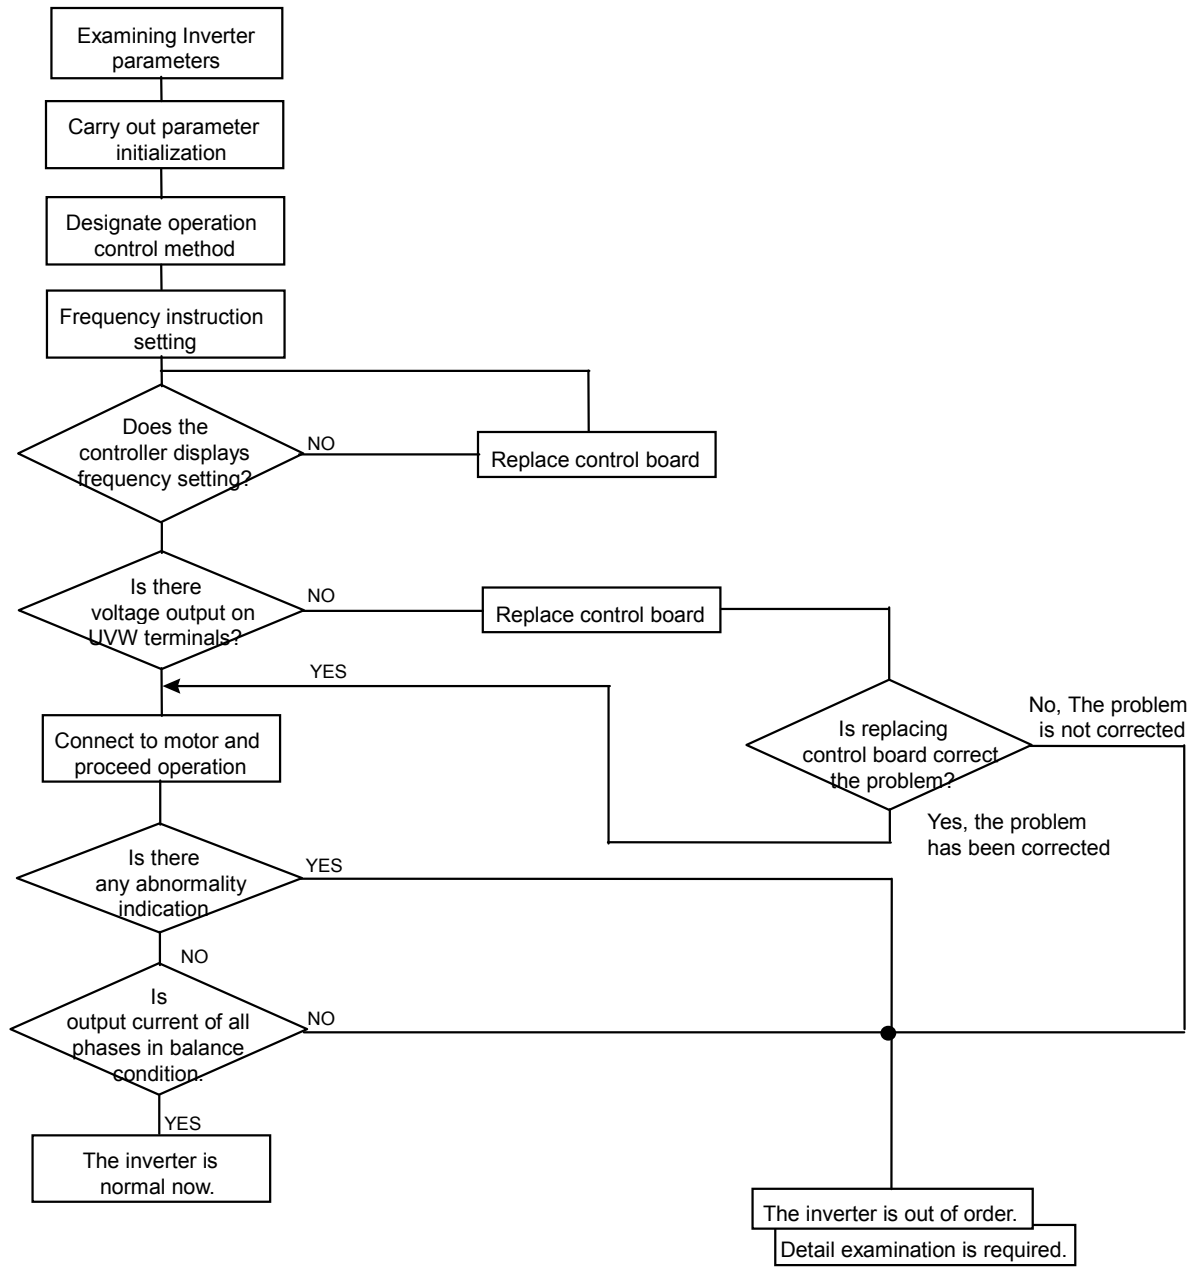 Examining Inverter
parameters
Carry out parameter
initialization
Designate operation
control method
Frequency instruction
setting
Does the
controller displays
frequency setting?
NO
Replace control board
Is there
voltage output on
UVW terminals?
NO
Replace control board
YES
Is replacing
control board correct
the problem?
No, The problem
is not corrected
Yes, the problem
has been corrected
Connect to motor and
proceed operation
Is there
any abnormality
indication
YES
NO
Is
output current of all
phases in balance
condition.
NO
YES
The inverter is
normal now.
The inverter is out of order.
Detail examination is required.